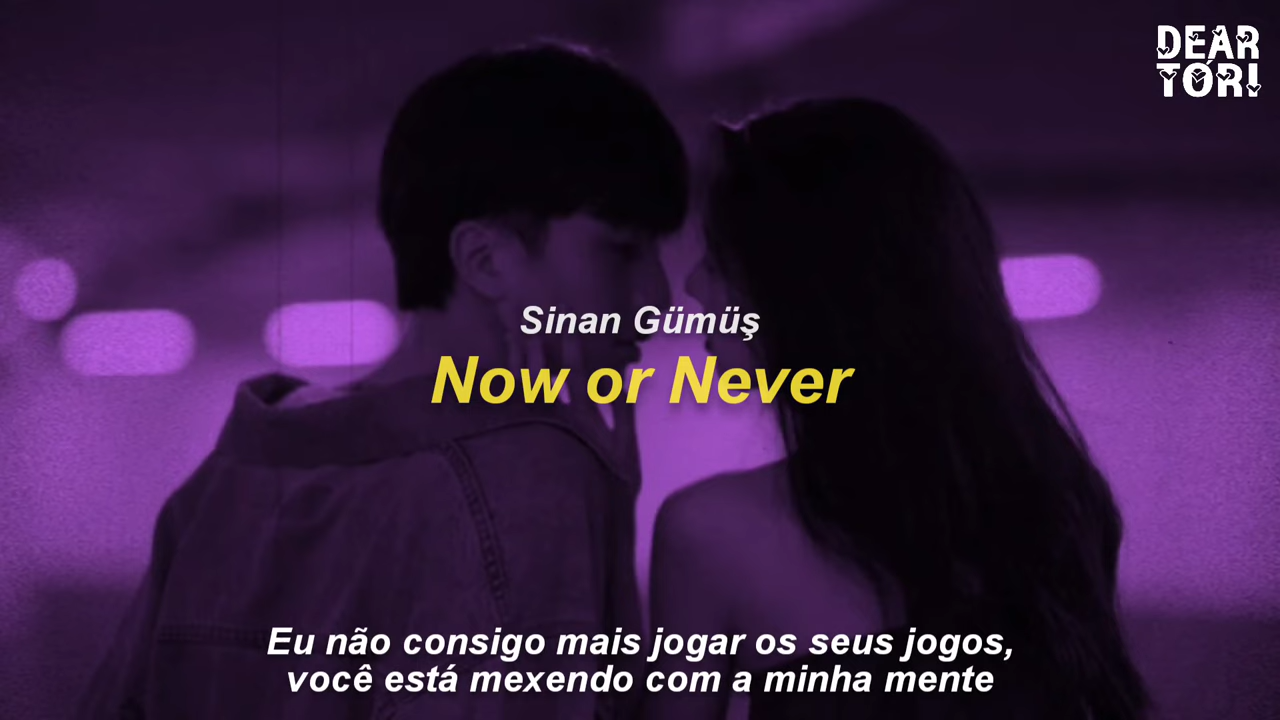 DEAR
TORI
Sinan Gümüş
Now or Never
Eu não consigo mais jogar os seus jogos,
você está mexendo com a minha mente